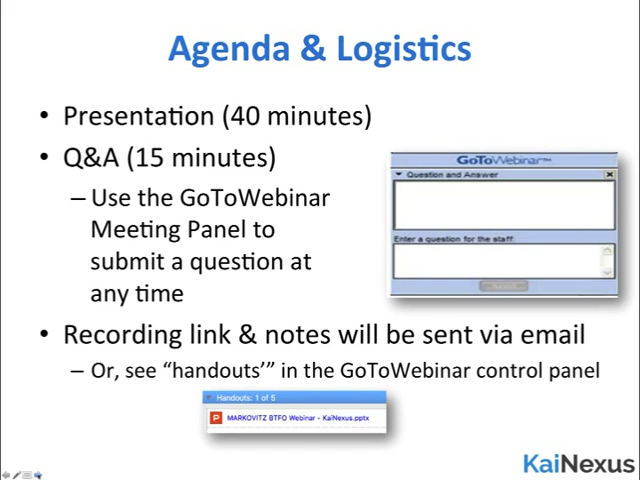 Agenda & Logistics
• Presentation (40 minutes)
• Q&A (15 minutes)
– Use the GoToWebinar
Meeting Panel to
submit a question at
any time
GoToWebinar™
Question and Answer
Enter a question for the staff:
• Recording link & notes will be sent via email
– Or, see “handouts’” in the GoToWebinar control panel
Handouts: 1 of 5
MARKOVITZ BTFO Webinar - KaiNexus.pptx
KaiNexus